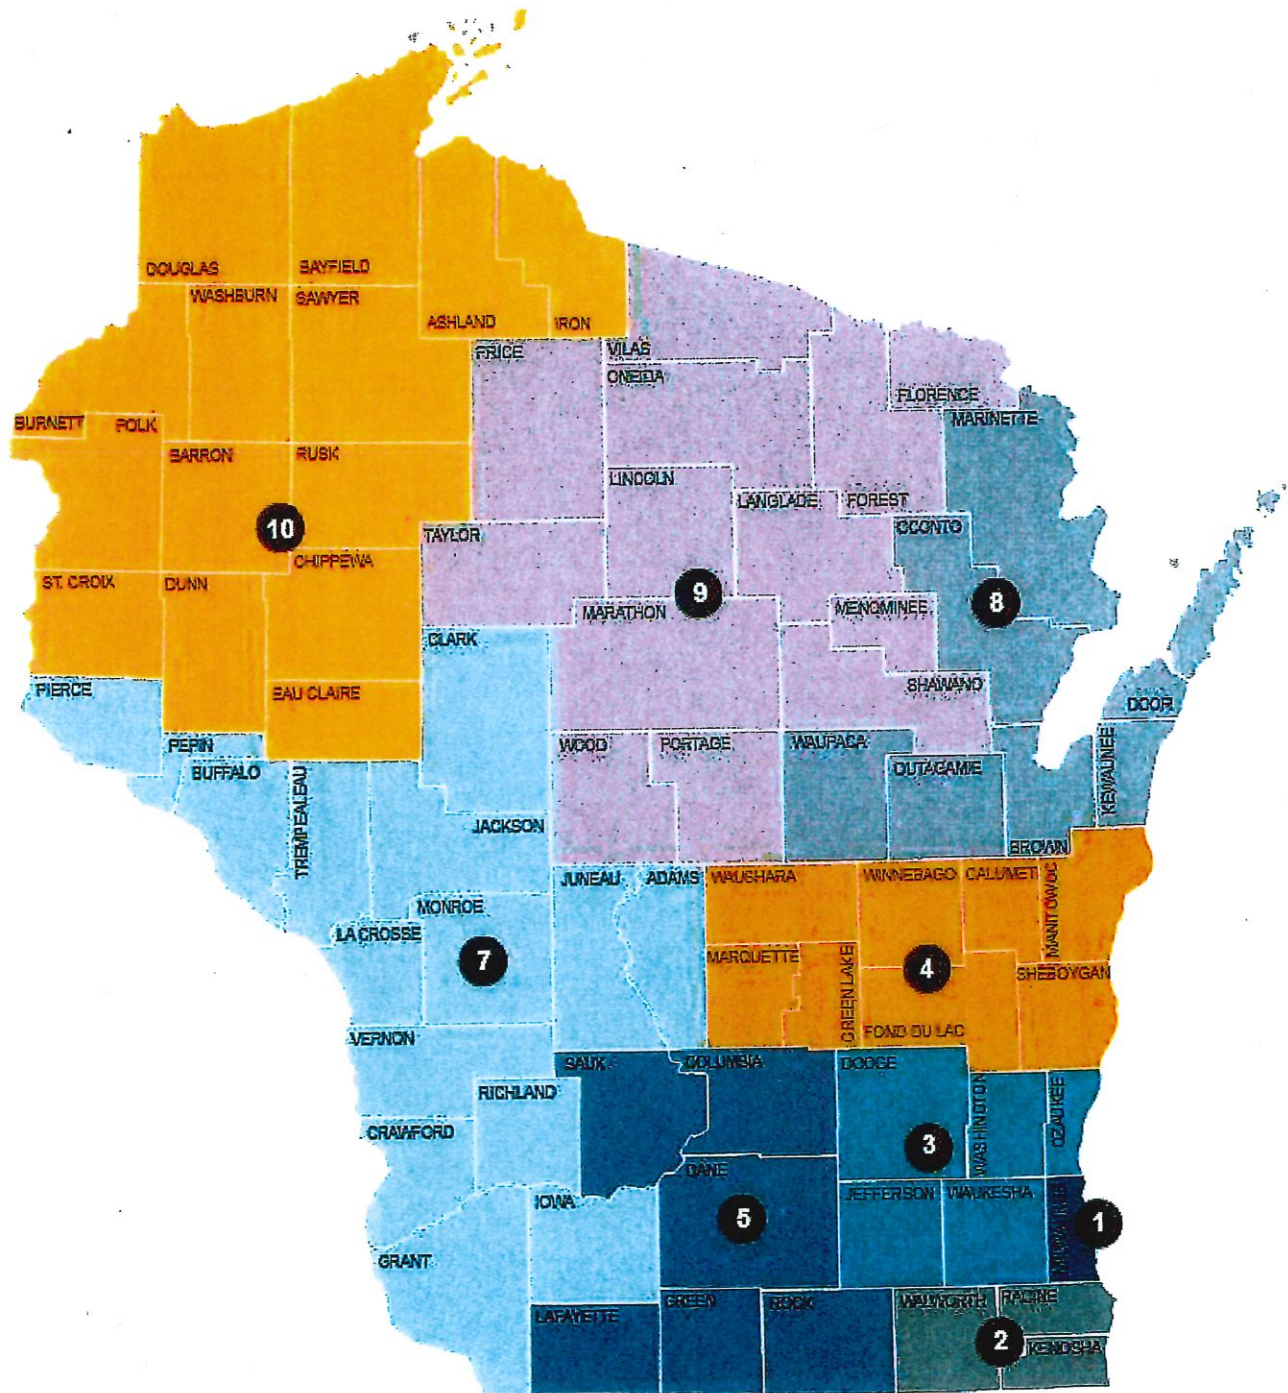 DOUGLAS
BAYFIELD
WASHBURN
SAWYER
ASHLAND
IRON
PRICE
VILAS
ONEIDA
FLORENCE
BURNETT
POLK
MARINETTE
BARRON
RUSK
LINCOLN
LANGLADE
FOREST
10
TAYLOR
OCONTO
CHIPPEWA
ST. CROIX
DUNN
9
8
MARATHON
MENOMINEE
CLARK
PIERCE
EAU CLAIRE
SHAWANO
DOOR
PEPIN
WOOD
PORTAGE
WAUPACA
KEWAUNEE
BUFFALO
OUTAGAMIE
TREMPEALEAU
JACKSON
BROWN
JUNEAU
ADAMS
WAUSHARA
WINNEBAGO
CALUMET
MANITOWOC
MONROE
LA CROSSE
7
MARQUETTE
GREEN LAKE
4
SHEBOYGAN
VERNON
FOND DU LAC
SAUK
COLUMBIA
DODGE
RICHLAND
WASHINGTON
OZAUKEE
CRAWFORD
3
DANE
JEFFERSON
WAUKESHA
IOWA
5
MILWAUKEE
1
GRANT
LAFAYETTE
GREEN
ROCK
WALWORTH
RACINE
2
KENOSHA